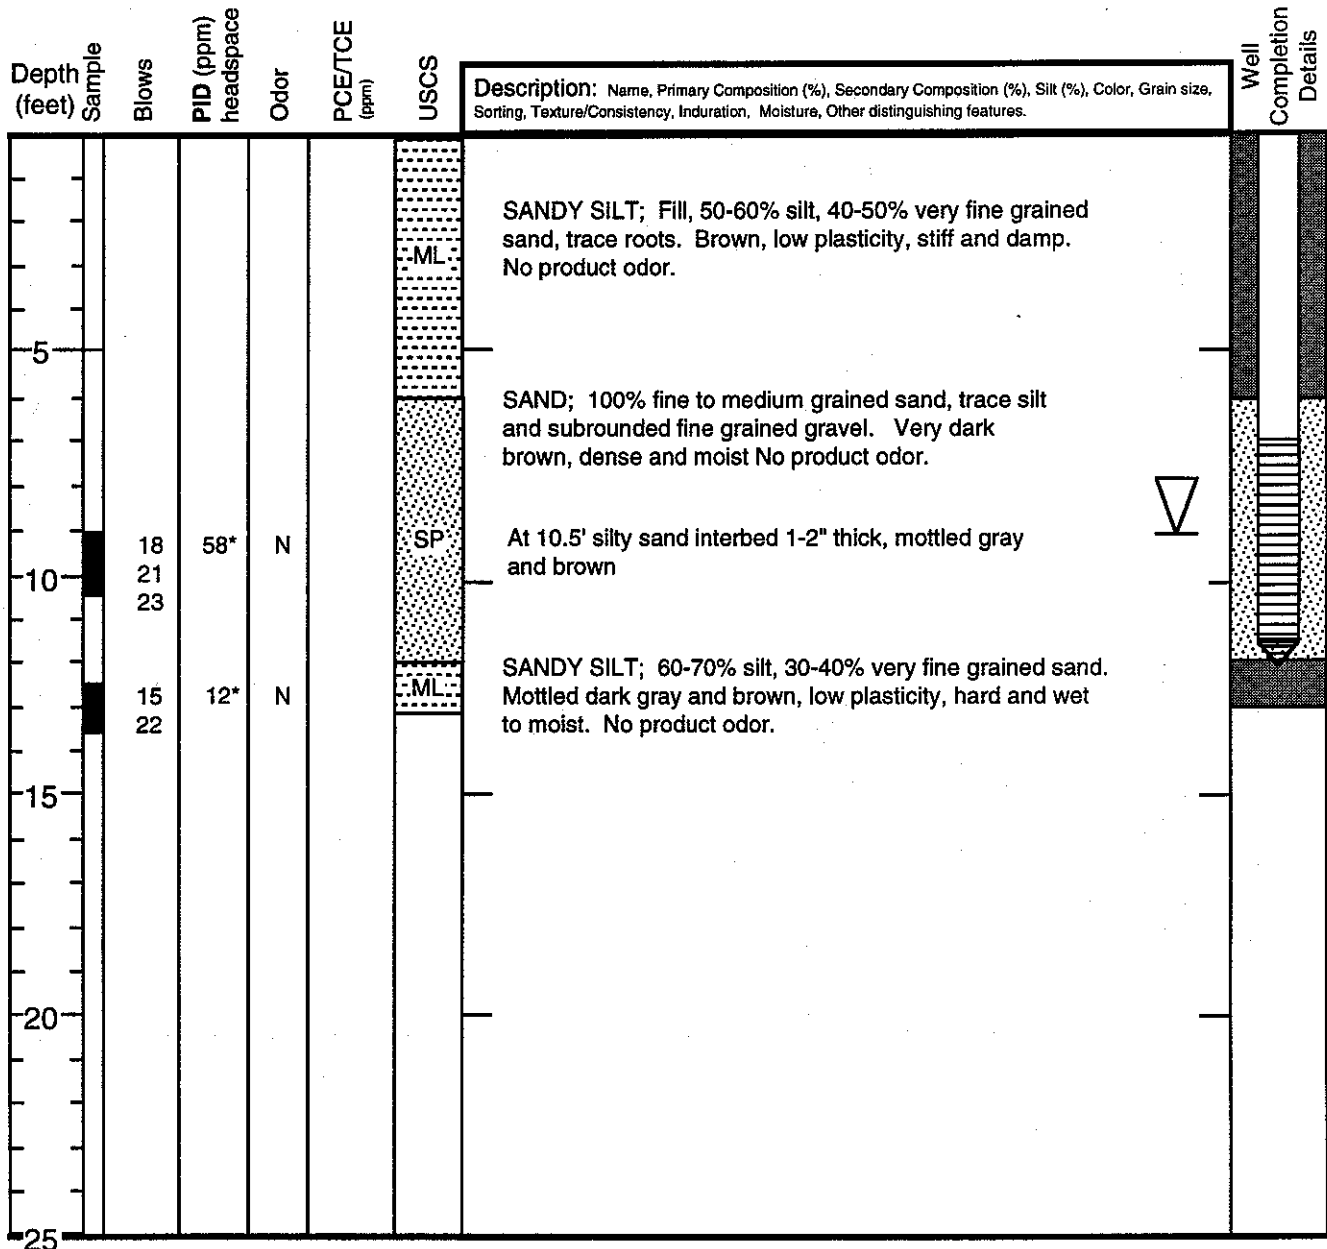 Depth
(feet)
Sample
Blows
PID (ppm)
headspace
Odor
PCE/TCE
(ppm)
USCS
Description: Name, Primary Composition (%), Secondary Composition (%), Silt (%), Color, Grain size,
Sorting, Texture/Consistency, Induration, Moisture, Other distinguishing features.
Well
Completion
Details
SANDY SILT; Fill, 50-60% silt, 40-50% very fine grained
sand, trace roots. Brown, low plasticity, stiff and damp.
No product odor.
ML
5
SAND; 100% fine to medium grained sand, trace silt
and subrounded fine grained gravel. Very dark
brown, dense and moist No product odor.
18 58* N SP
21
23
10
At 10.5' silty sand interbed 1-2" thick, mottled gray
and brown
15 12* N ML
22
SANDY SILT; 60-70% silt, 30-40% very fine grained sand.
Mottled dark gray and brown, low plasticity, hard and wet
to moist. No product odor.
15
20
25